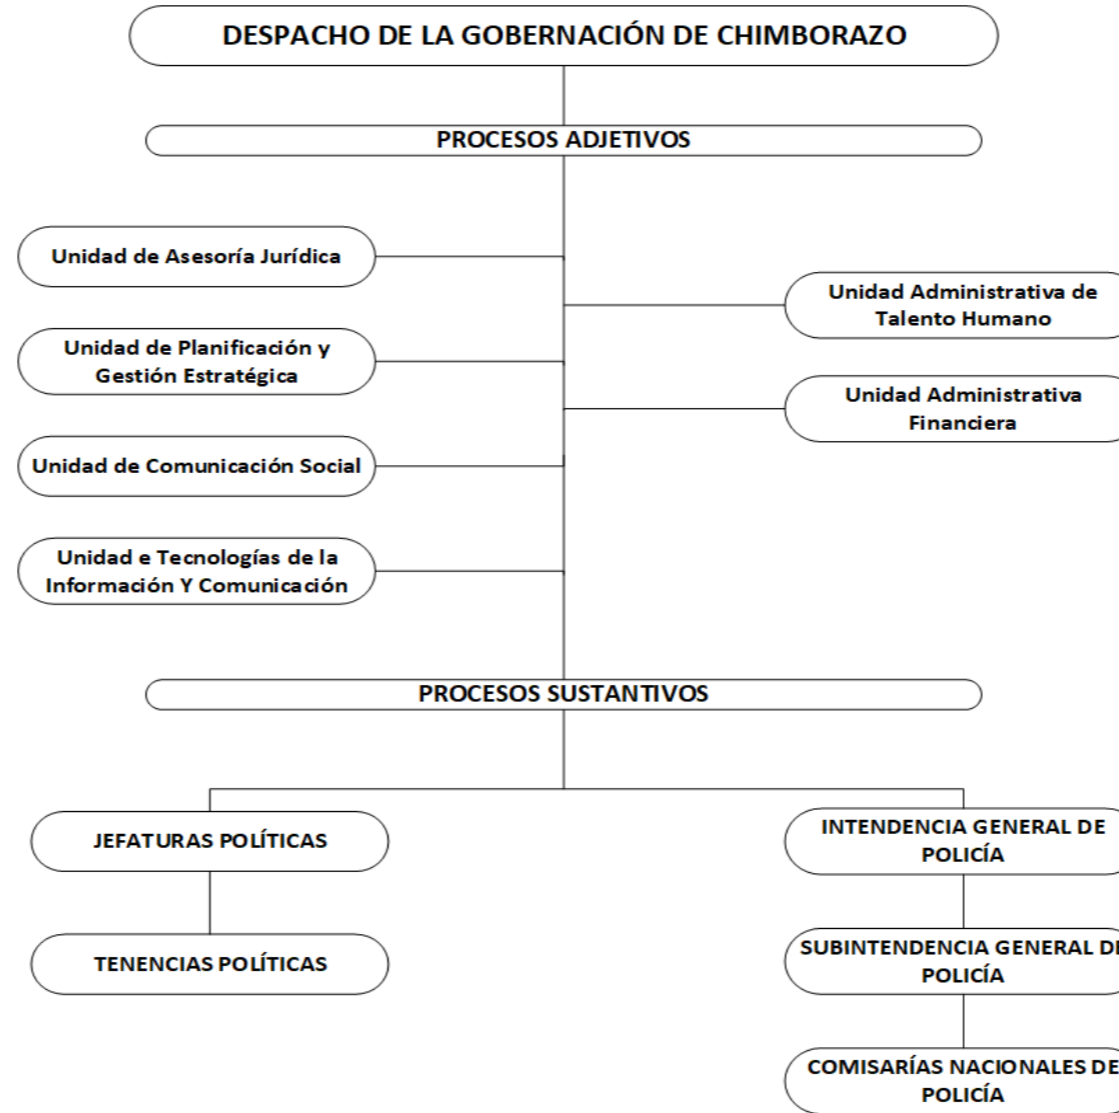 DESPACHO DE LA GOBERNACIÓN DE CHIMBORAZO
PROCESOS ADJETIVOS
Unidad de Asesoría Jurídica
Unidad Administrativa de
Talento Humano
Unidad de Planificación y
Gestión Estratégica
Unidad Administrativa
Financiera
Unidad de Comunicación Social
Unidad e Tecnologías de la
Información Y Comunicación
PROCESOS SUSTANTIVOS
JEFATURAS POLÍTICAS
INTENDENCIA GENERAL DE
POLICÍA
TENENCIAS POLÍTICAS
SUBINTENDENCIA GENERAL DE
POLICÍA
COMISARÍAS NACIONALES DE
POLICÍA